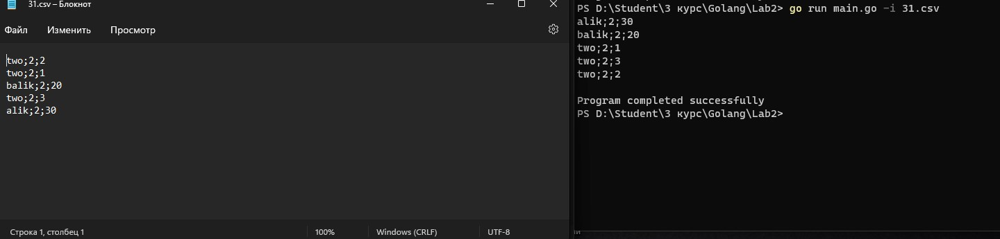 31.csv – Блокнот
Файл Изменить Просмотр
two;2;2
two;2;1
balik;2;20
two;2;3
alik;2;30
Строка 1, столбец 1 100% Windows (CRLF) UTF-8
PS D:\Student\3 курс\Golang\Lab2> go run main.go -i 31.csv
alik;2;30
balik;2;20
two;2;1
two;2;3
two;2;2
Program completed successfully
PS D:\Student\3 курс\Golang\Lab2>